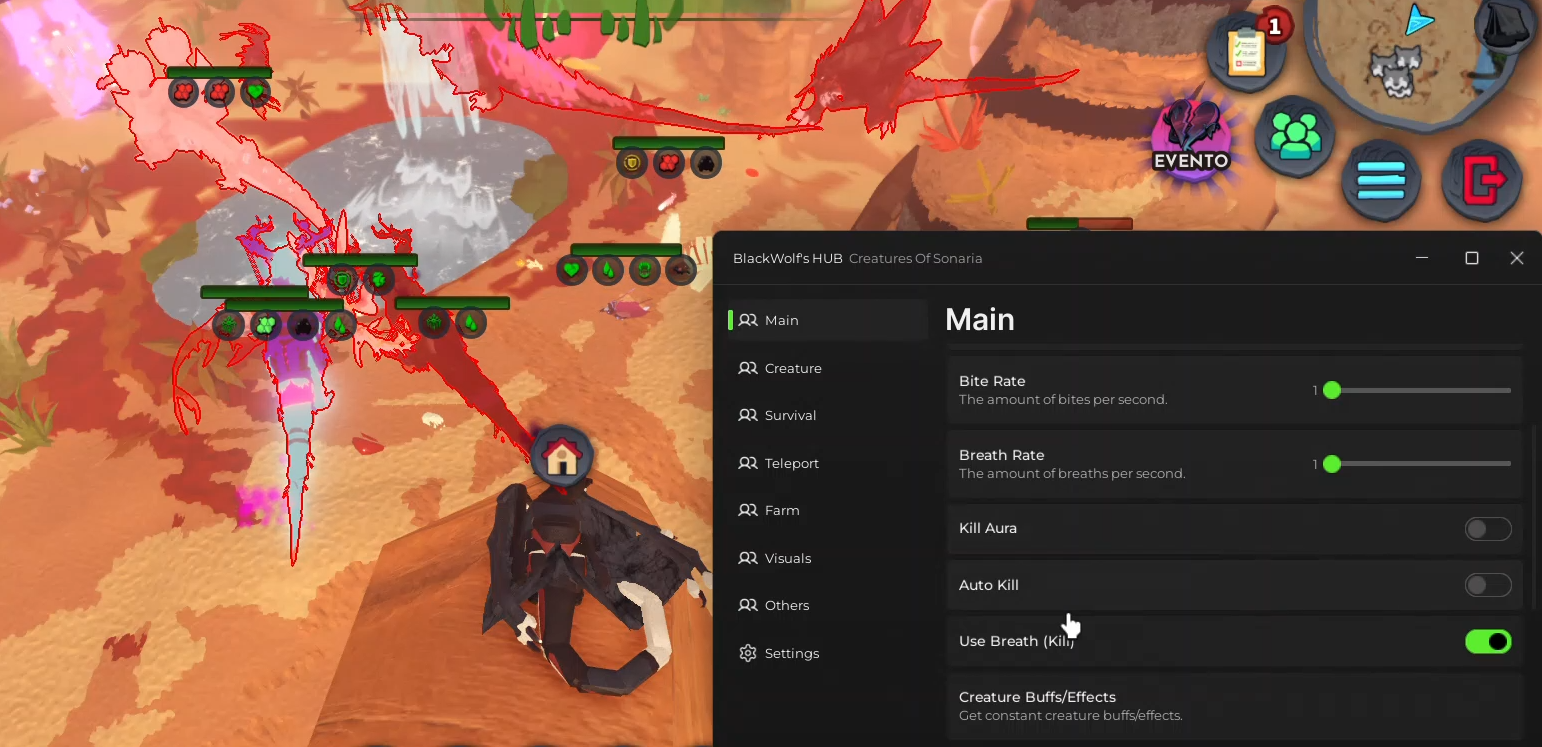 1
EVENTO
BlackWolf's HUB Creatures Of Sonaria
Main
Creature
Survival
Teleport
Farm
Visuals
Others
Settings
Main
Bite Rate
The amount of bites per second.
1
Breath Rate
The amount of breaths per second.
1
Kill Aura
Auto Kill
Use Breath (Kill)
Creature Buffs/Effects
Get constant creature buffs/effects.